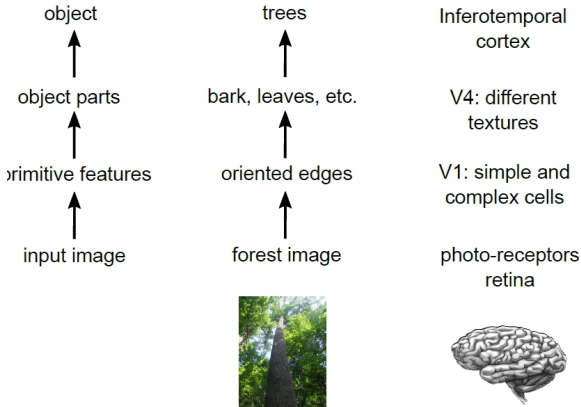 object
trees
Inferotemporal
cortex
object parts
bark, leaves, etc.
V4: different
textures
primitive features
oriented edges
V1: simple and
complex cells
input image
forest image
photo-receptors
retina